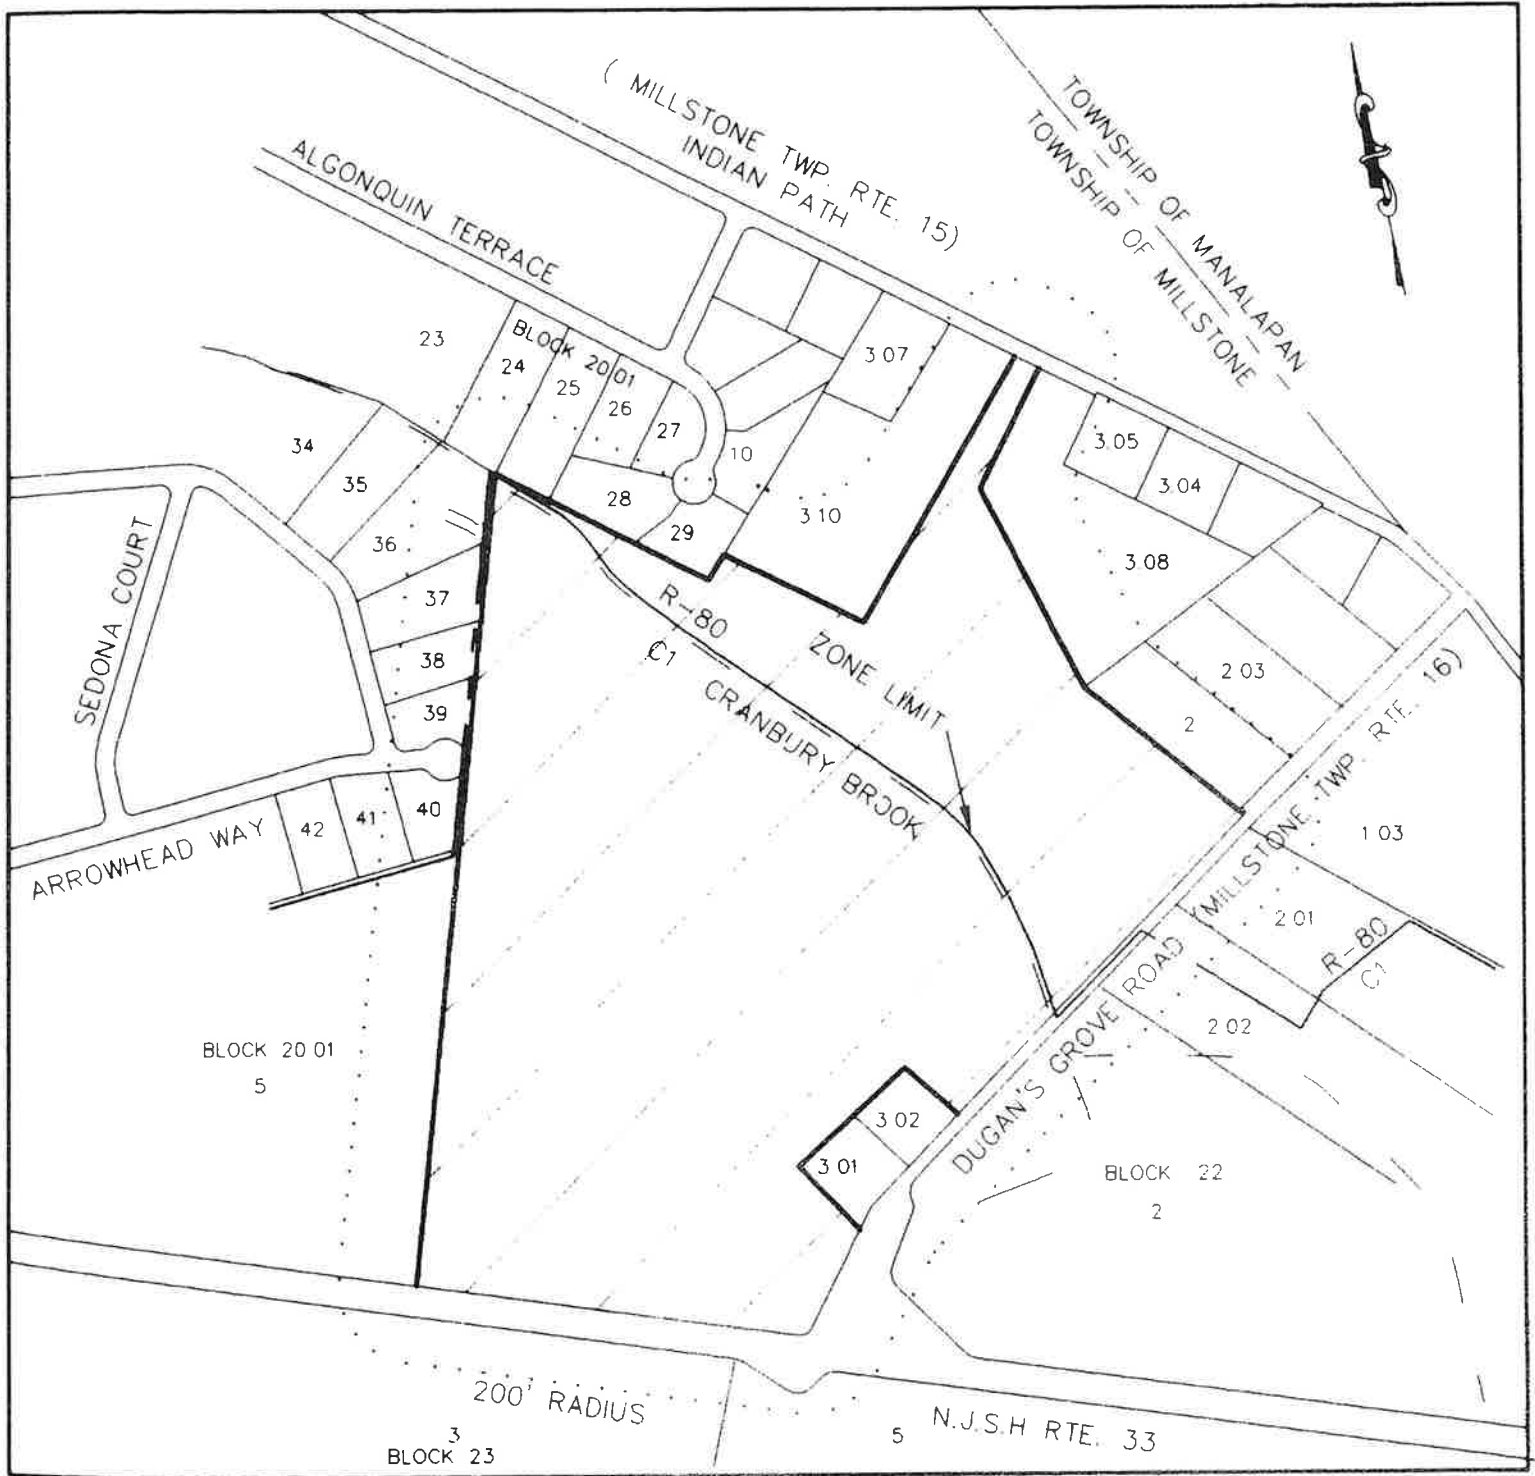 ( MILLSTONE TWP. RTE. 15)
INDIAN PATH
TOWNSHIP OF MANALAPAN
TOWNSHIP OF MILLSTONE
ALGONQUIN TERRACE
BLOCK 20 01
23
24
25
26
27
28
29
10
3 07
3 10
3 05
3.04
3.08
2 03
2
34
35
36
37
38
39
40
41
42
SEDONA COURT
ARROWHEAD WAY
R-80
C1
ZONE LIMIT
CRANBURY BROOK
DUGAN'S GROVE ROAD (MILLSTONE TWP. RTE. 16)
1 03
2 01
R-80
C1
2 02
BLOCK 20 01
5
3 02
3 01
BLOCK 22
2
200' RADIUS
3
BLOCK 23
5
N.J.S.H RTE. 33